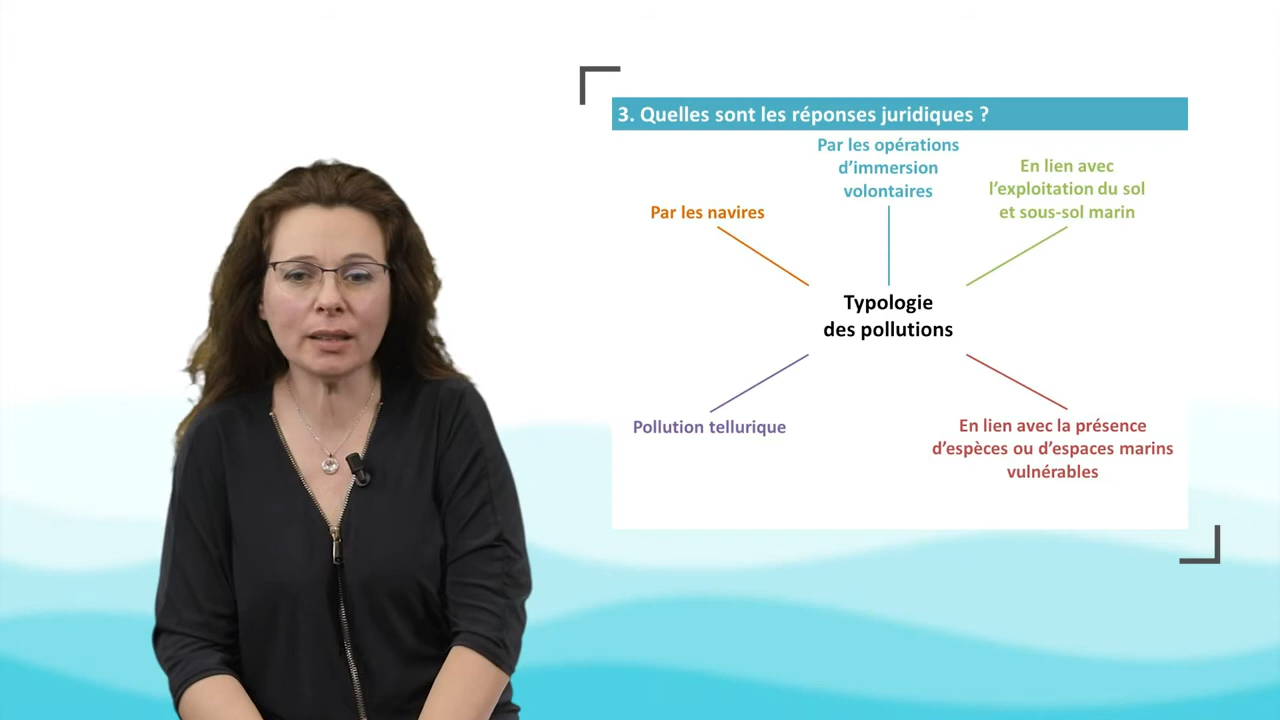 3. Quelles sont les réponses juridiques ?
Par les opérations
d’immersion
volontaires
En lien avec
l’exploitation du sol
et sous-sol marin
Par les navires
Typologie
des pollutions
Pollution tellurique
En lien avec la présence
d’espèces ou d’espaces marins
vulnérables